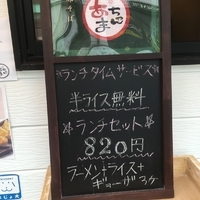 ランチタイムサービス
半ライス無料
ランチセット
820円
ラーメン+ライス+
ギョーザ3ヶ